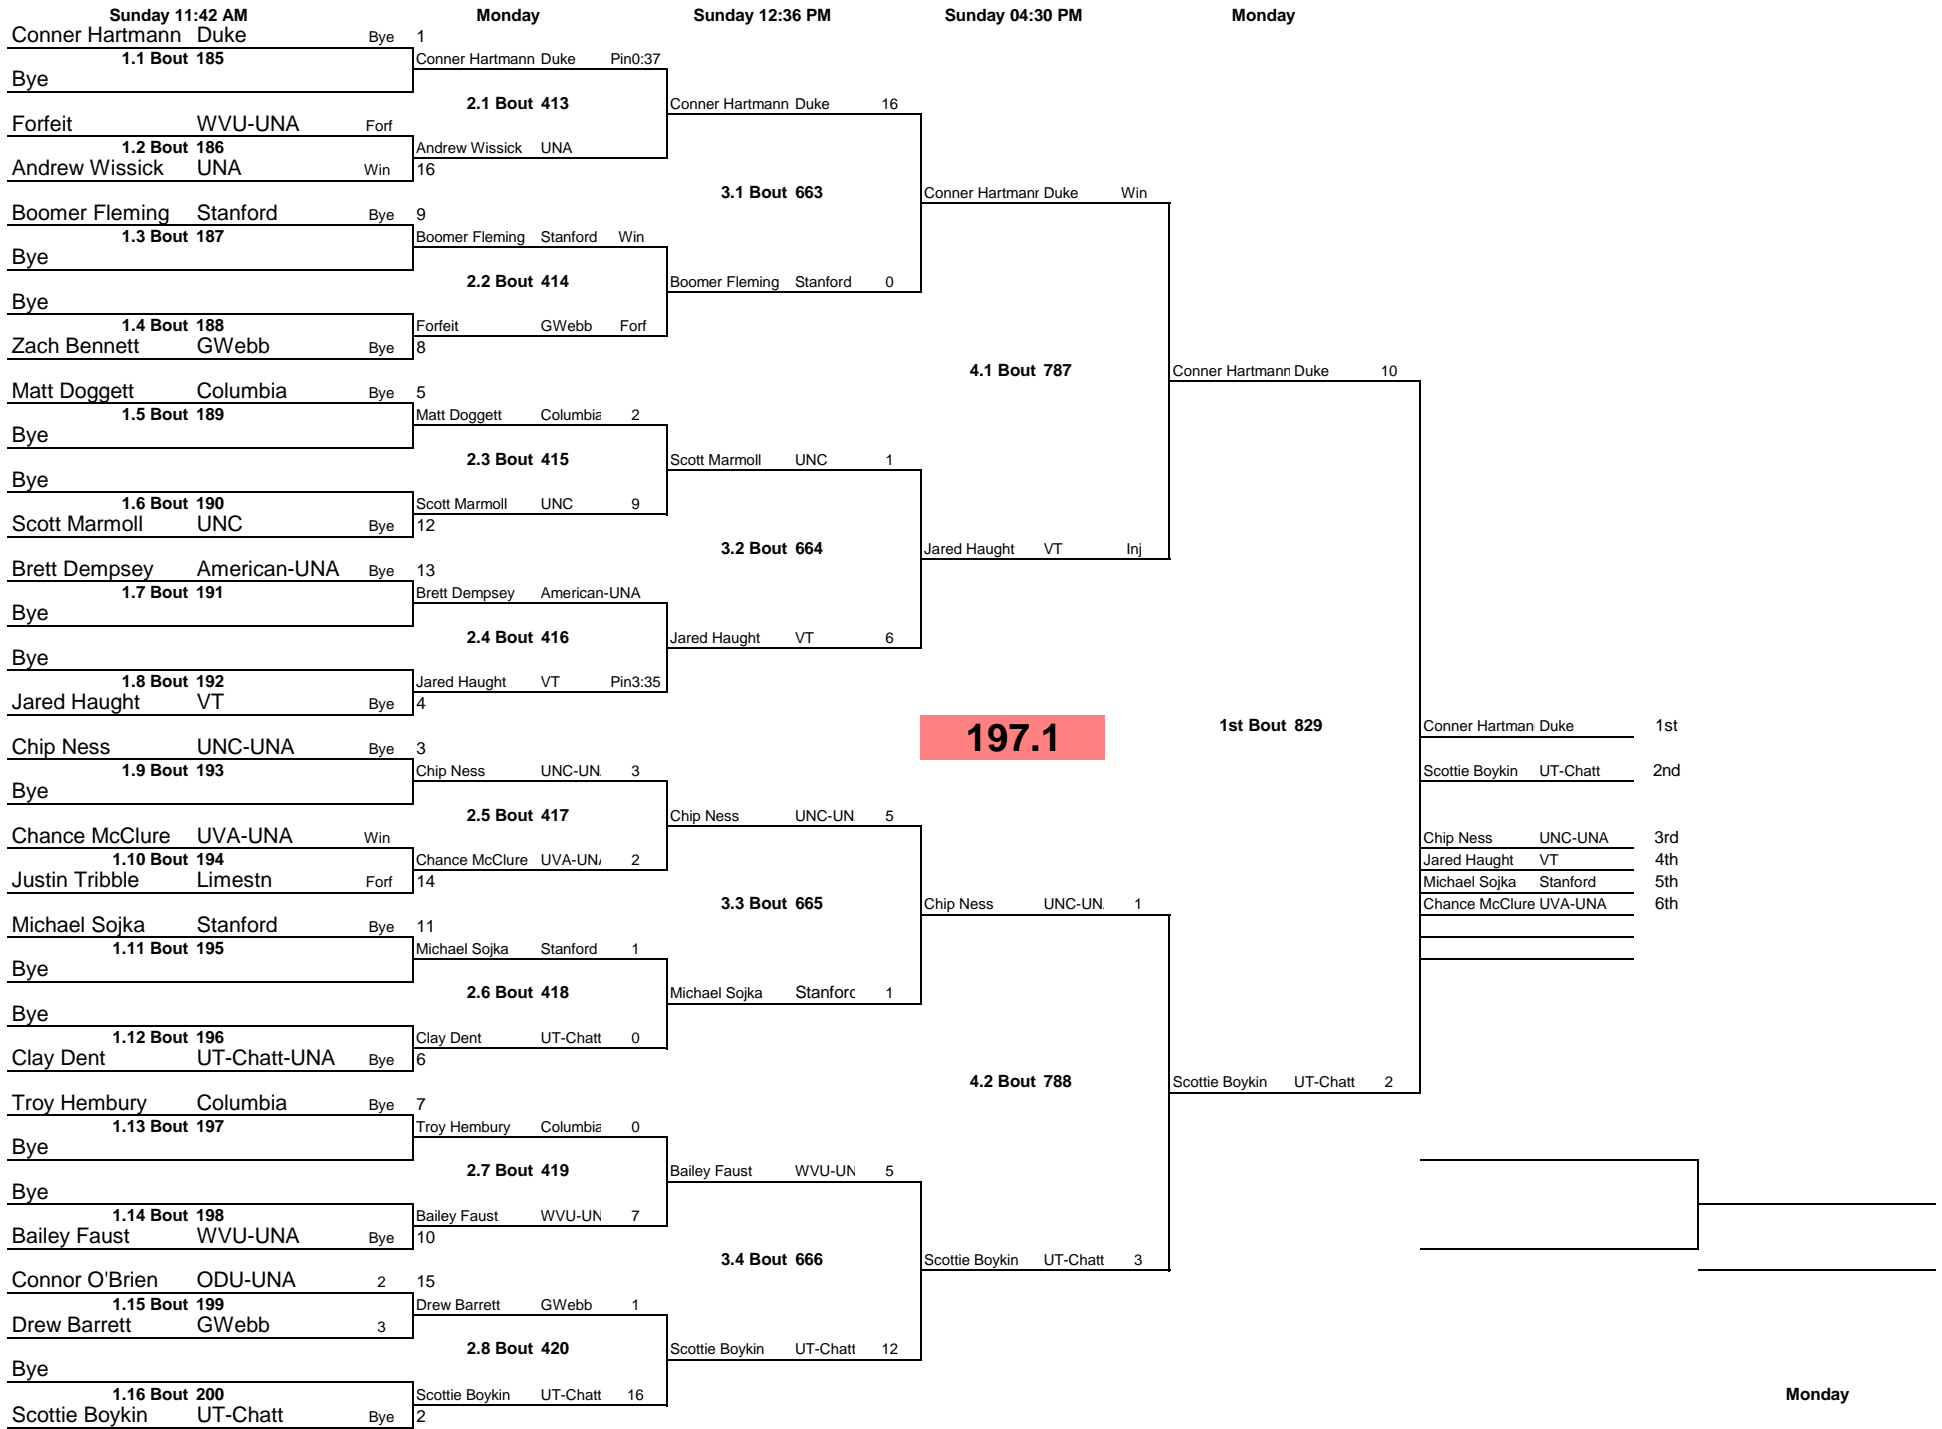 Sunday 11:42 AM Monday Sunday 12:36 PM Sunday 04:30 PM Monday
Conner Hartmann Duke Bye 1
1.1 Bout 185 Conner Hartmann Duke Pin0:37
Bye
2.1 Bout 413 Conner Hartmann Duke 16
Forfeit WVU-UNA Forf
1.2 Bout 186 Andrew Wissick UNA
Andrew Wissick UNA Win 16
3.1 Bout 663 Conner Hartmann Duke Win
Boomer Fleming Stanford Bye 9
1.3 Bout 187 Boomer Fleming Stanford Win
Bye
2.2 Bout 414 Boomer Fleming Stanford 0
Bye
1.4 Bout 188 Forfeit GWebb Forf
Zach Bennett GWebb Bye 8
4.1 Bout 787 Conner Hartmann Duke 10
Matt Doggett Columbia Bye 5
1.5 Bout 189 Matt Doggett Columbia 2
Bye
2.3 Bout 415 Scott Marmoll UNC 1
Bye
1.6 Bout 190 Scott Marmoll UNC 9
Scott Marmoll UNC Bye 12
3.2 Bout 664 Jared Haught VT Inj
Brett Dempsey American-UNA Bye 13
1.7 Bout 191 Brett Dempsey American-UNA
Bye
2.4 Bout 416 Jared Haught VT 6
Bye
1.8 Bout 192 Jared Haught VT Pin3:35
Jared Haught VT Bye 4
197.1 1st Bout 829 Conner Hartman Duke 1st
Chip Ness UNC-UNA Bye 3
1.9 Bout 193 Chip Ness UNC-UN. 3 Scottie Boykin UT-Chatt 2nd
Bye
2.5 Bout 417 Chip Ness UNC-UN. 5
Chance McClure UVA-UNA Win Chip Ness UNC-UNA 3rd
1.10 Bout 194 Chance McClure UVA-UN/ 2 Jared Haught VT 4th
Justin Tribble Limestn Forf 14 Michael Sojka Stanford 5th
3.3 Bout 665 Chip Ness UNC-UN. 1 Chance McClure UVA-UNA 6th
Michael Sojka Stanford Bye 11
1.11 Bout 195 Michael Sojka Stanford 1
Bye
2.6 Bout 418 Michael Sojka Stanforc 1
Bye
1.12 Bout 196 Clay Dent UT-Chatt 0
Clay Dent UT-Chatt-UNA Bye 6
4.2 Bout 788 Scottie Boykin UT-Chatt 2
Troy Hembury Columbia Bye 7
1.13 Bout 197 Troy Hembury Columbia 0
Bye
2.7 Bout 419 Bailey Faust WVU-UN 5
Bye
1.14 Bout 198 Bailey Faust WVU-UN 7
Bailey Faust WVU-UNA Bye 10
3.4 Bout 666 Scottie Boykin UT-Chatt 3
Connor O'Brien ODU-UNA 2 15
1.15 Bout 199 Drew Barrett GWebb 1
Drew Barrett GWebb 3
2.8 Bout 420 Scottie Boykin UT-Chatt 12
Bye
1.16 Bout 200 Scottie Boykin UT-Chatt 16 Monday
Scottie Boykin UT-Chatt Bye 2